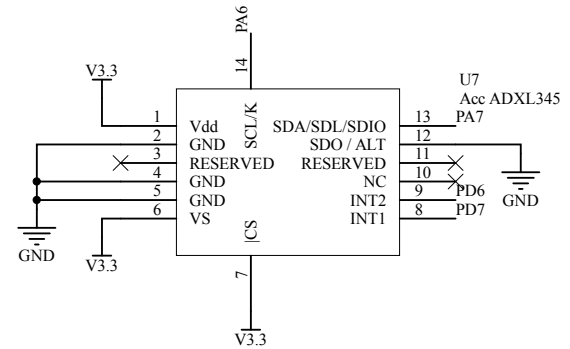 PA6
14
SCL/K
V3.3
U7
Acc ADXL345
1 Vdd
2 GND
3 RESERVED
4 GND
5 GND
6 VS
SDA/SDL/SDIO 13 PA7
SDO / ALT 12
RESERVED 11
NC 10
INT2 9 PD6
INT1 8 PD7
GND
GND
V3.3
|CS
7
V3.3